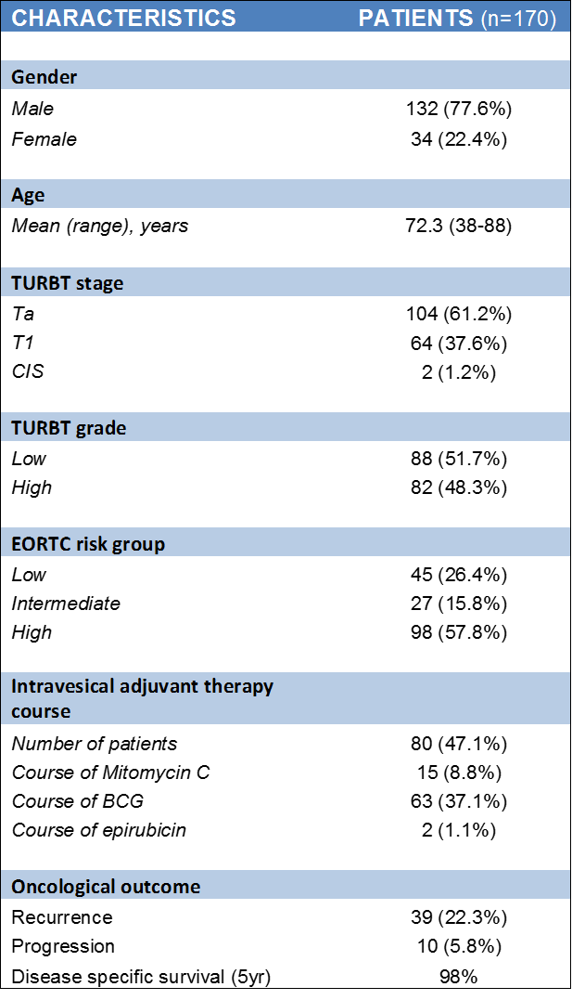 CHARACTERISTICS PATIENTS (n=170)
Gender
Male 132 (77.6%)
Female 34 (22.4%)
Age
Mean (range), years 72.3 (38-88)
TURBT stage
Ta 104 (61.2%)
T1 64 (37.6%)
CIS 2 (1.2%)
TURBT grade
Low 88 (51.7%)
High 82 (48.3%)
EORTC risk group
Low 45 (26.4%)
Intermediate 27 (15.8%)
High 98 (57.8%)
Intravesical adjuvant therapy
course
Number of patients 80 (47.1%)
Course of Mitomycin C 15 (8.8%)
Course of BCG 63 (37.1%)
Course of epirubicin 2 (1.1%)
Oncological outcome
Recurrence 39 (22.3%)
Progression 10 (5.8%)
Disease specific survival (5yr) 98%